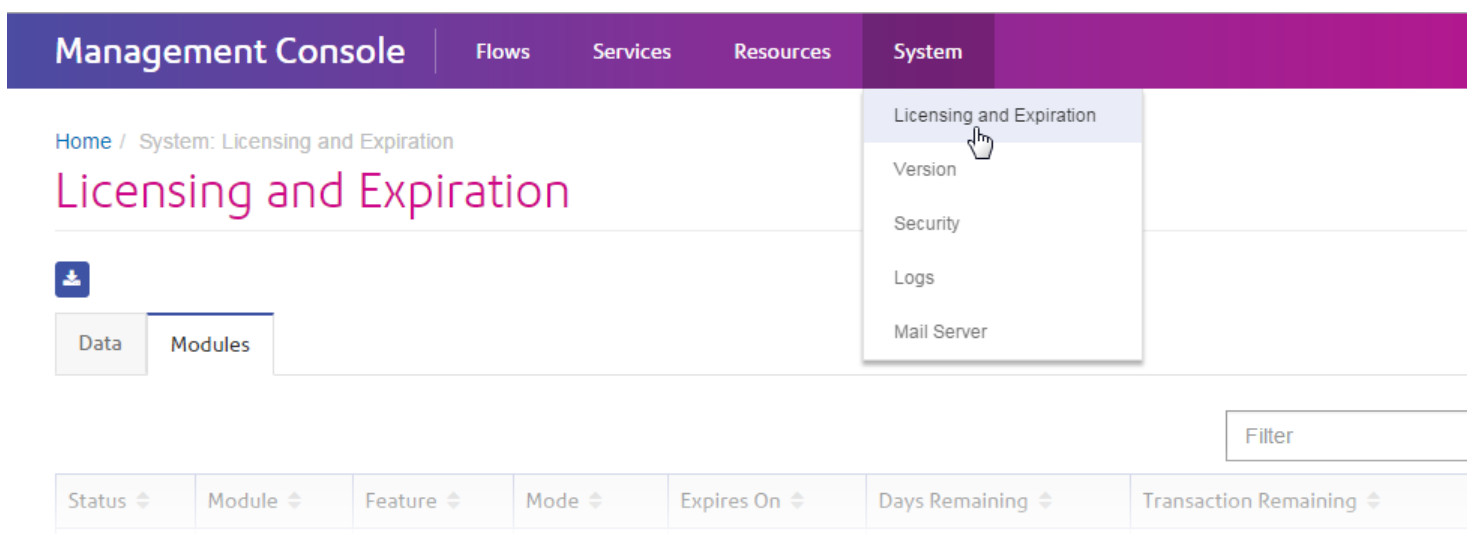 Management Console Flows Services Resources System
Licensing and Expiration
Home / System: Licensing and Expiration
Version
Licensing and Expiration
Security
Logs
Mail Server
Data Modules
Filter
Status Module Feature Mode Expires On Days Remaining Transaction Remaining